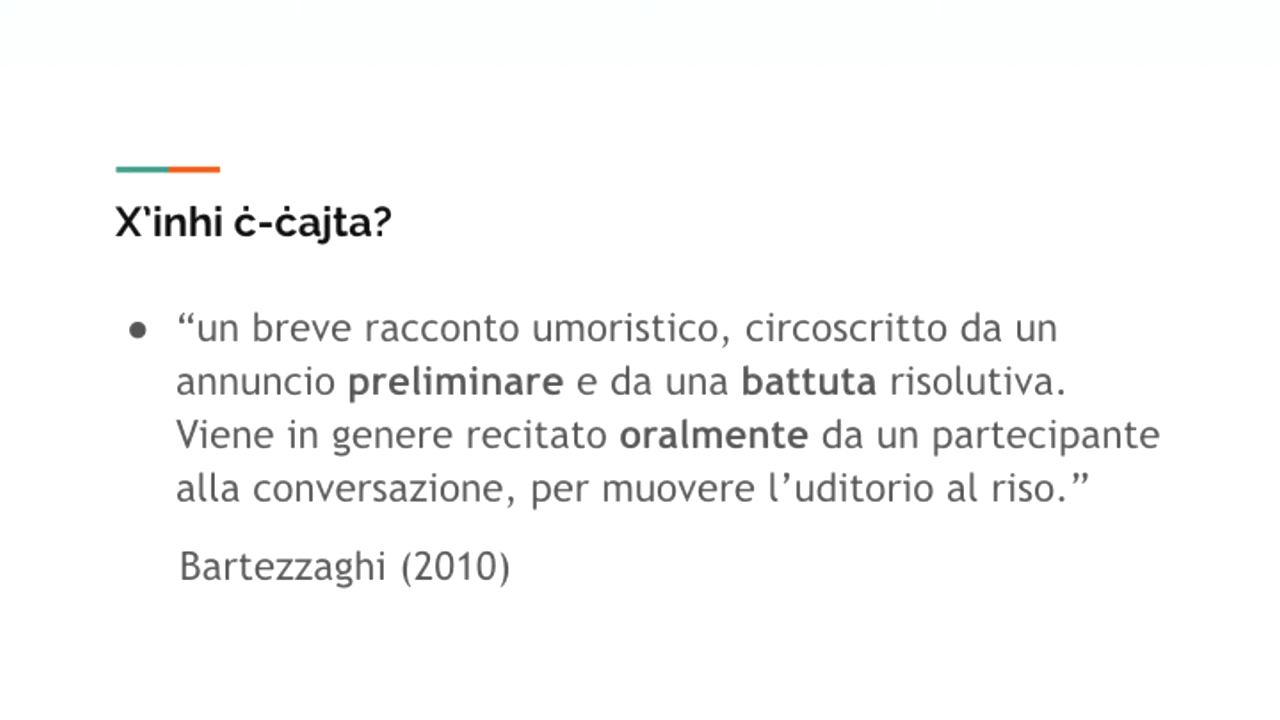 X'inhi ċ-ċajta?
● “un breve racconto umoristico, circoscritto da un
annuncio preliminare e da una battuta risolutiva.
Viene in genere recitato oralmente da un partecipante
alla conversazione, per muovere l’uditorio al riso.”
Bartezzaghi (2010)